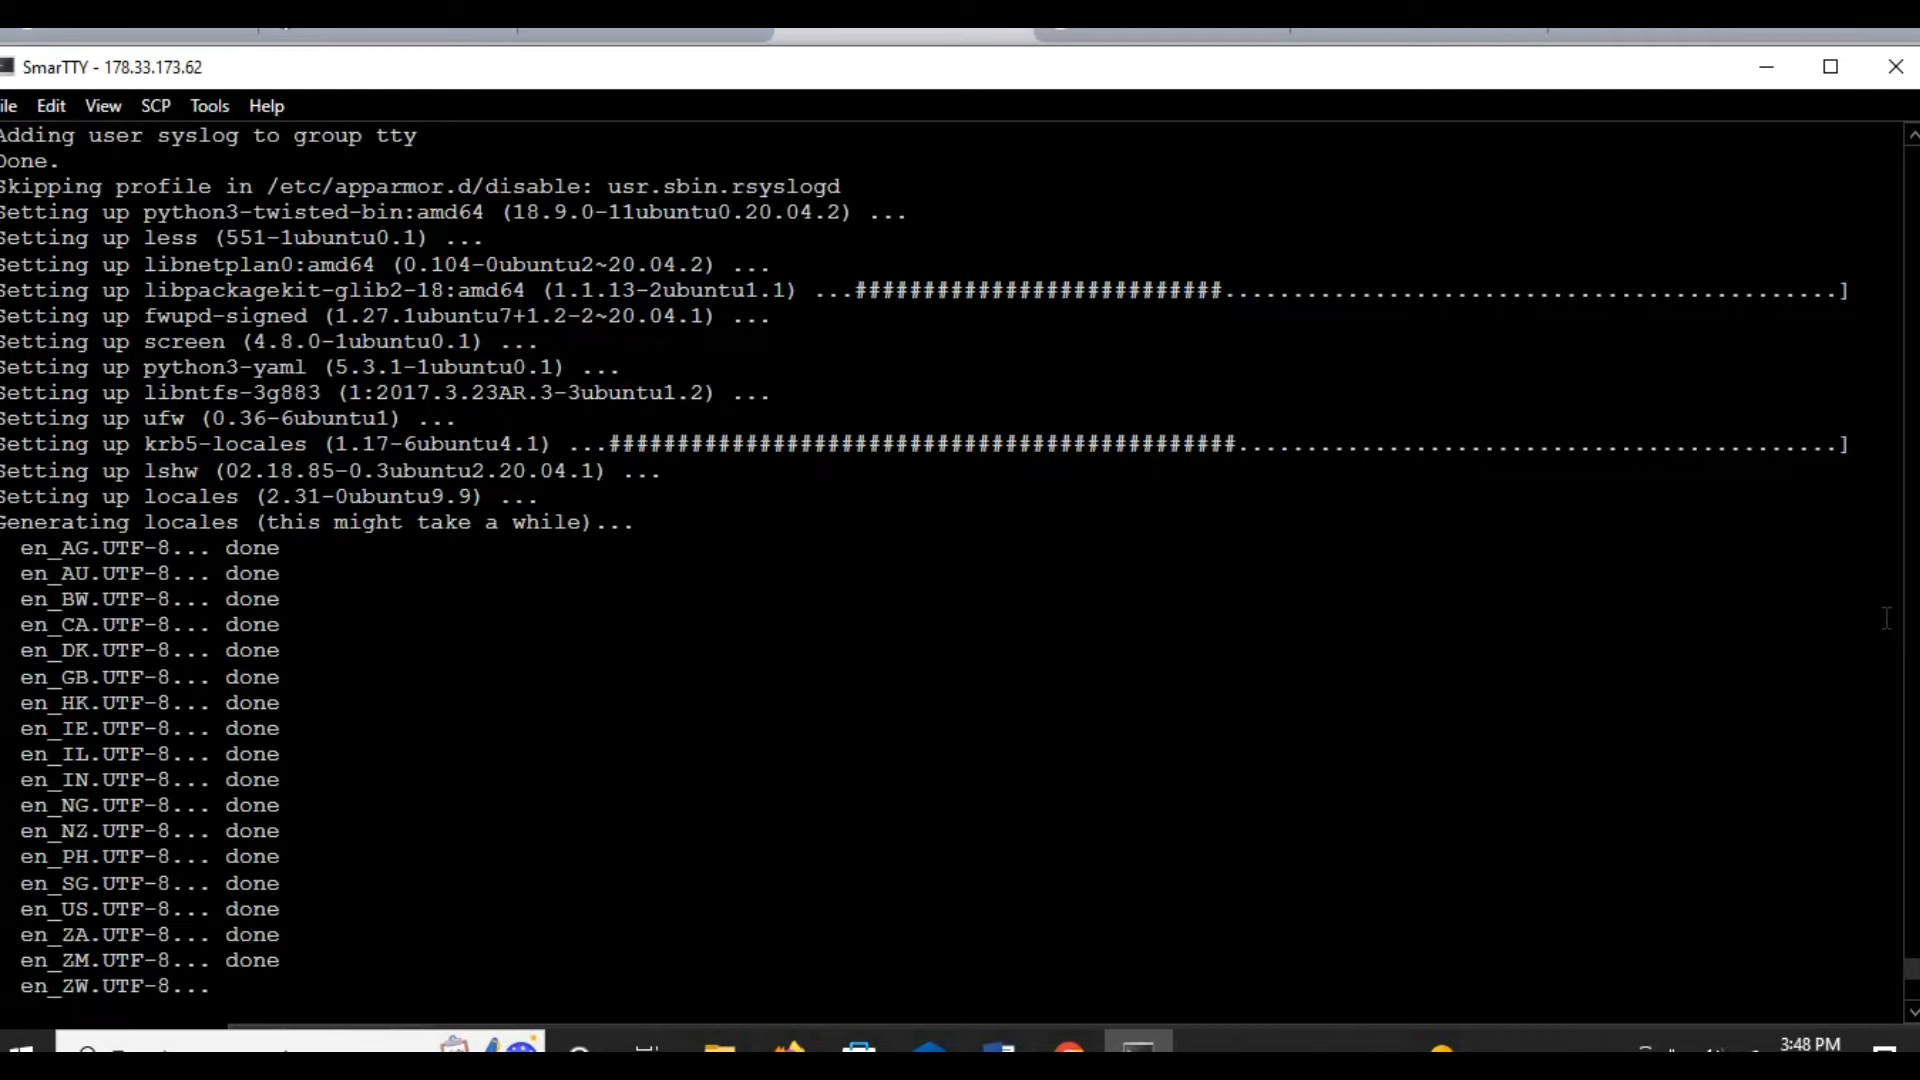 SmarTTY - 178.33.173.62
ile Edit View SCP Tools Help
Adding user syslog to group tty
Done.
Skipping profile in /etc/apparmor.d/disable: usr.sbin.rsyslogd
Setting up python3-twisted-bin:amd64 (18.9.0-11ubuntu0.20.04.2) ...
Setting up less (551-1ubuntu0.1) ...
Setting up libnetplan0:amd64 (0.104-0ubuntu2~20.04.2) ...
Setting up libpackagekit-glib2-18:amd64 (1.1.13-2ubuntu1.1) ...###########################.............................................]
Setting up fwupd-signed (1.27.1ubuntu7+1.2-2~20.04.1) ...
Setting up screen (4.8.0-1ubuntu0.1) ...
Setting up python3-yaml (5.3.1-1ubuntu0.1) ...
Setting up libntfs-3g883 (1:2017.3.23AR.3-3ubuntu1.2) ...
Setting up ufw (0.36-6ubuntu1) ...
Setting up krb5-locales (1.17-6ubuntu4.1) ...##############################################............................................]
Setting up lshw (02.18.85-0.3ubuntu2.20.04.1) ...
Setting up locales (2.31-0ubuntu9.9) ...
Generating locales (this might take a while)...
en_AG.UTF-8... done
en_AU.UTF-8... done
en_BW.UTF-8... done
en_CA.UTF-8... done
en_DK.UTF-8... done
en_GB.UTF-8... done
en_HK.UTF-8... done
en_IE.UTF-8... done
en_IL.UTF-8... done
en_IN.UTF-8... done
en_NG.UTF-8... done
en_NZ.UTF-8... done
en_PH.UTF-8... done
en_SG.UTF-8... done
en_US.UTF-8... done
en_ZA.UTF-8... done
en_ZM.UTF-8... done
en_ZW.UTF-8...
3:48 PM